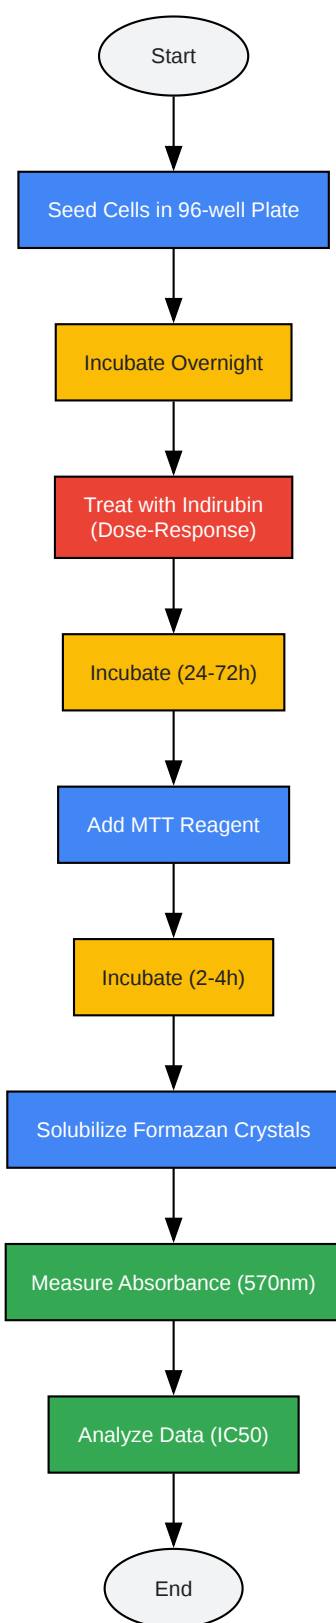 Start
Seed Cells in 96-well Plate
Incubate Overnight
Treat with Indirubin
(Dose-Response)
Incubate (24-72h)
Add MTT Reagent
Incubate (2-4h)
Solubilize Formazan Crystals
Measure Absorbance (570nm)
Analyze Data (IC50)
End